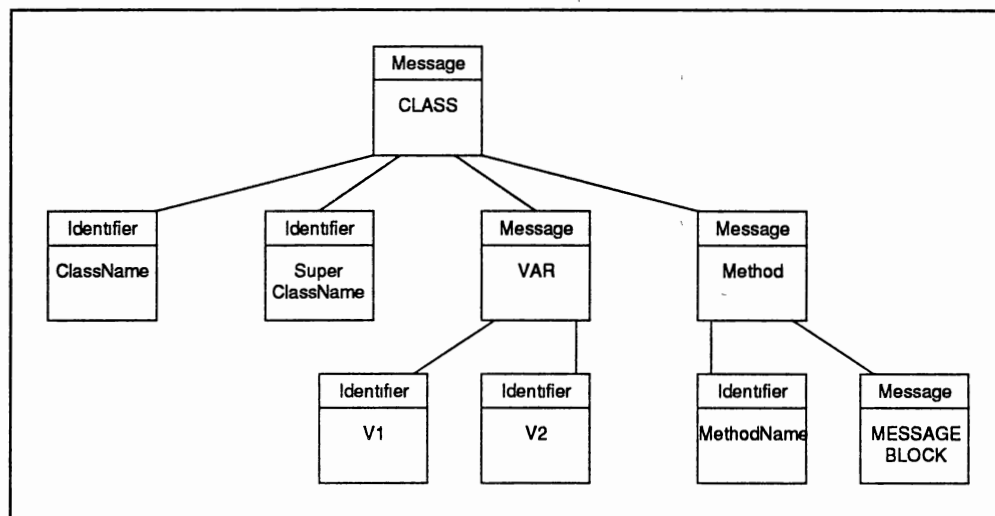 Message
CLASS
Identifier
ClassName
Identifier
Super
ClassName
Message
VAR
Message
Method
Identifier
V1
Identifier
V2
Identifier
MethodName
Message
MESSAGE
BLOCK